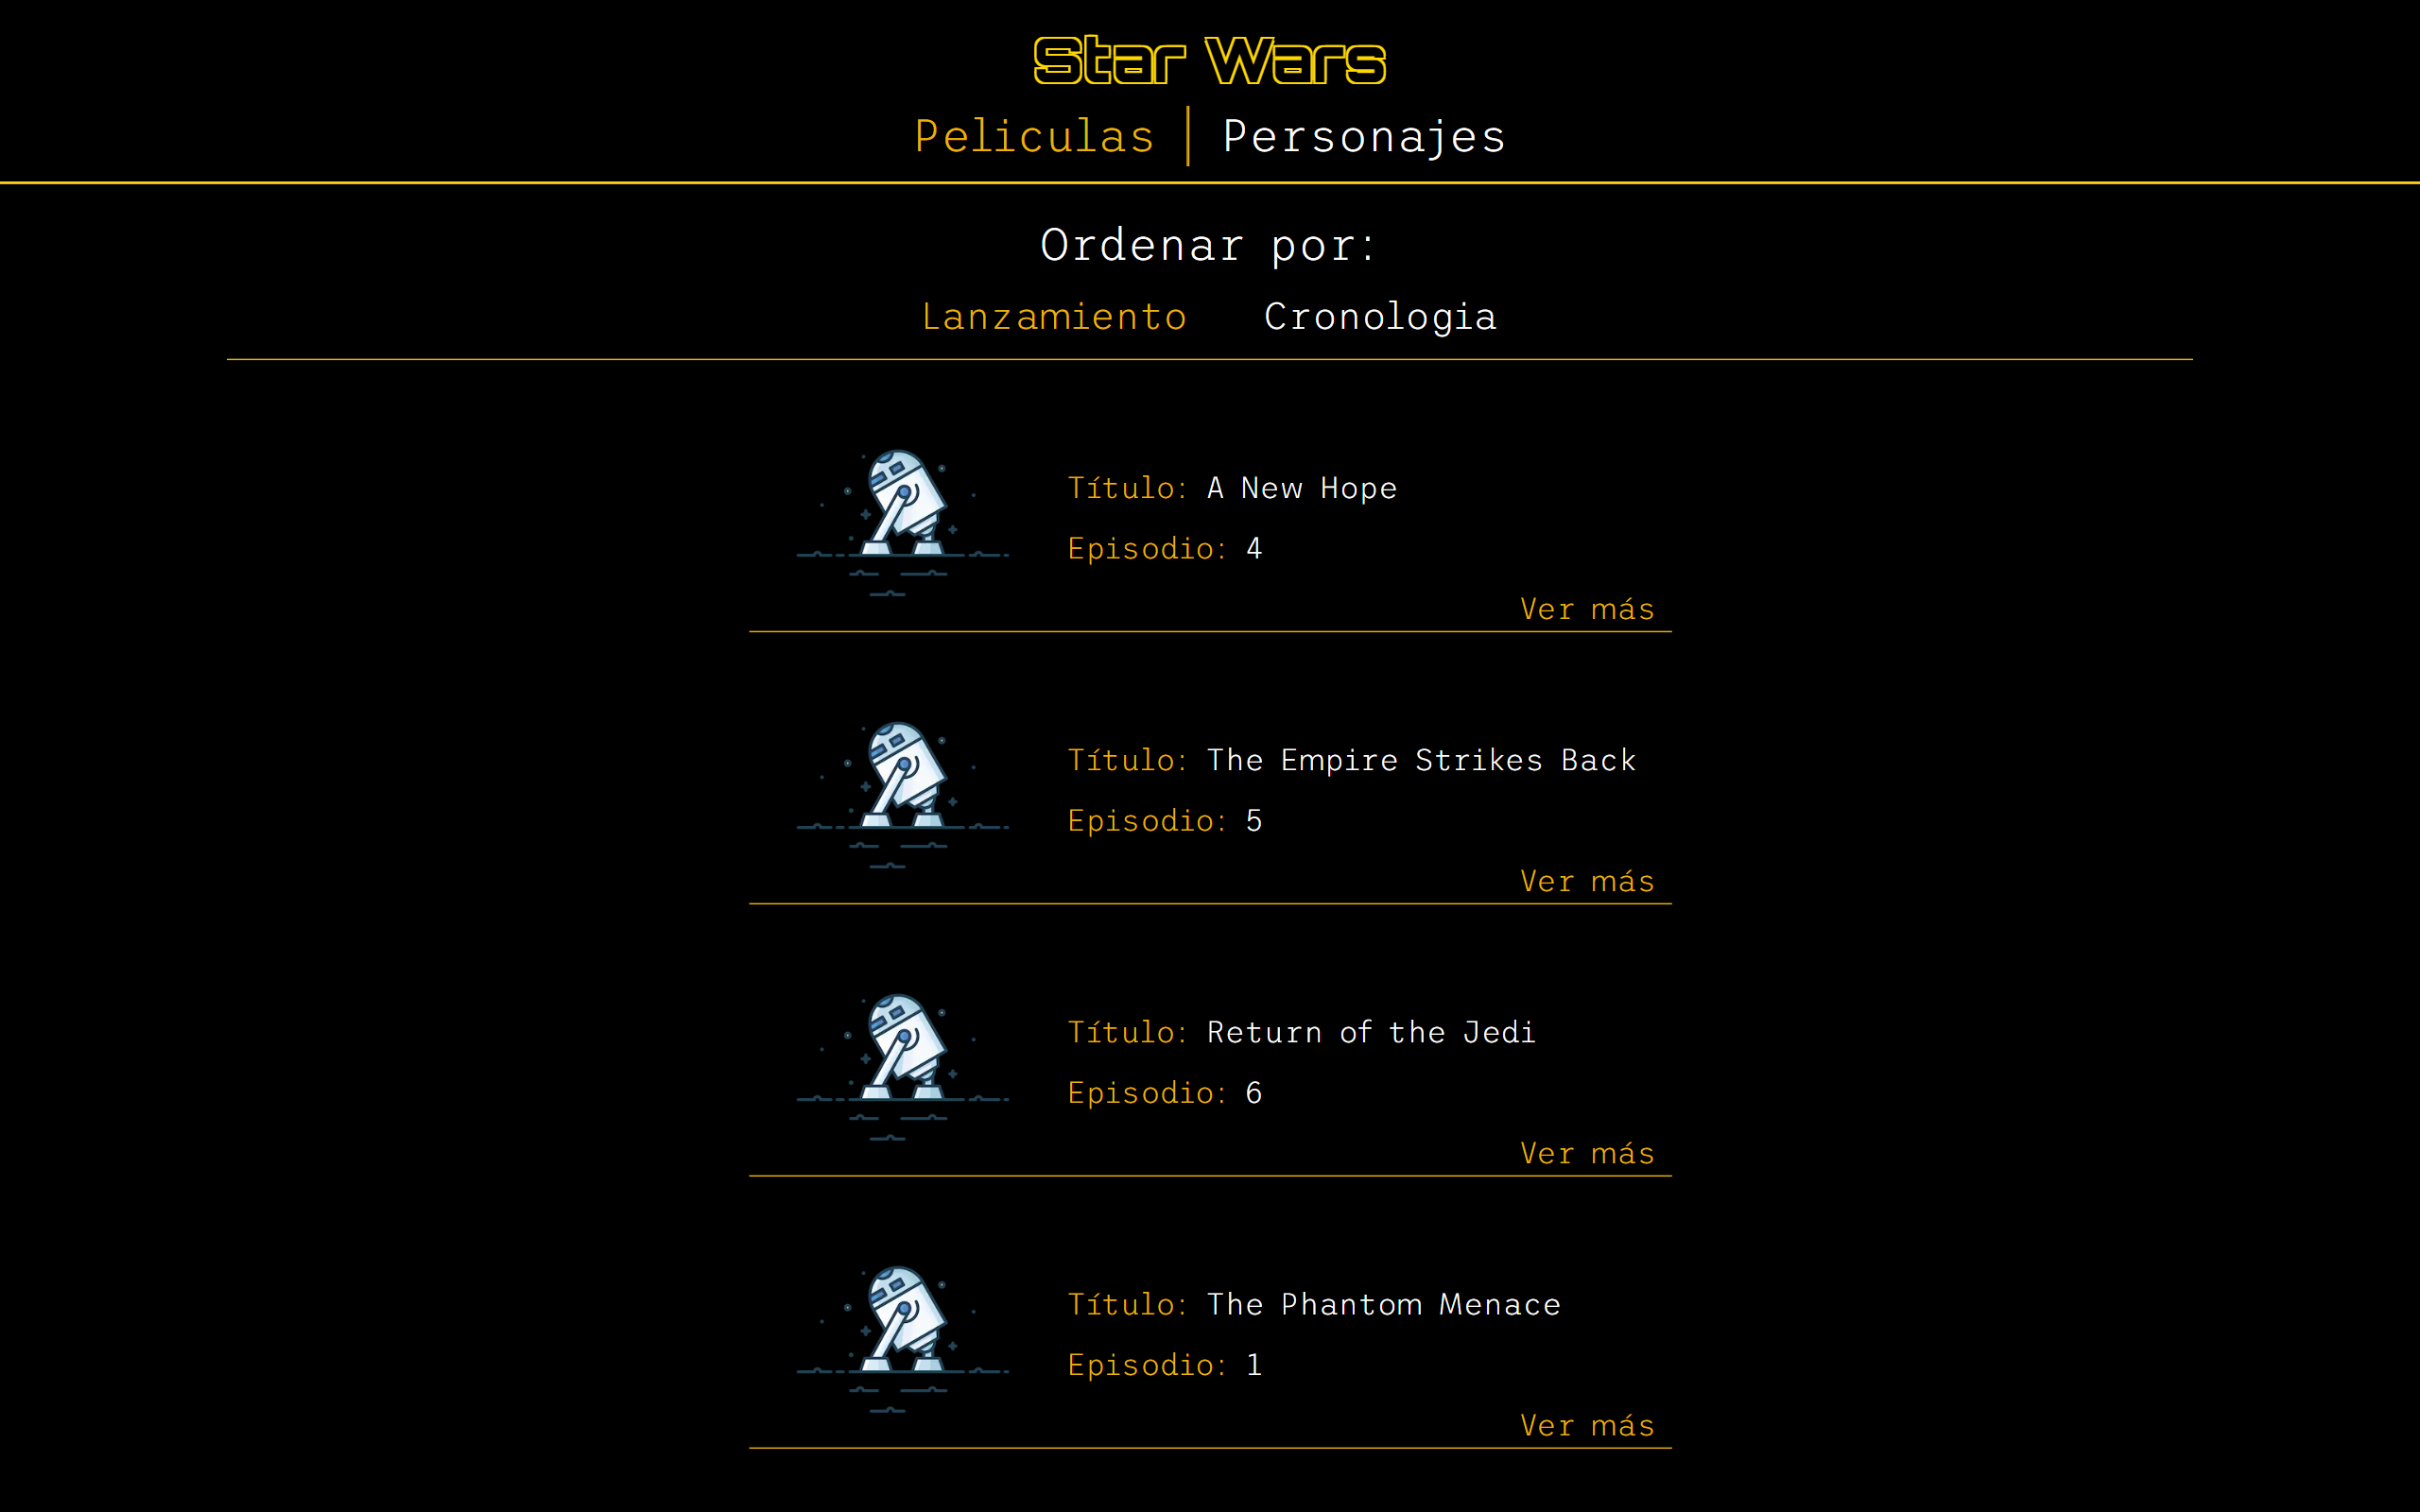 Star Wars
Peliculas Personajes
Ordenar por:
Lanzamiento Cronologia
Título: A New Hope
Episodio: 4
Ver más
Título: The Empire Strikes Back
Episodio: 5
Ver más
Título: Return of the Jedi
Episodio: 6
Ver más
Título: The Phantom Menace
Episodio: 1
Ver más